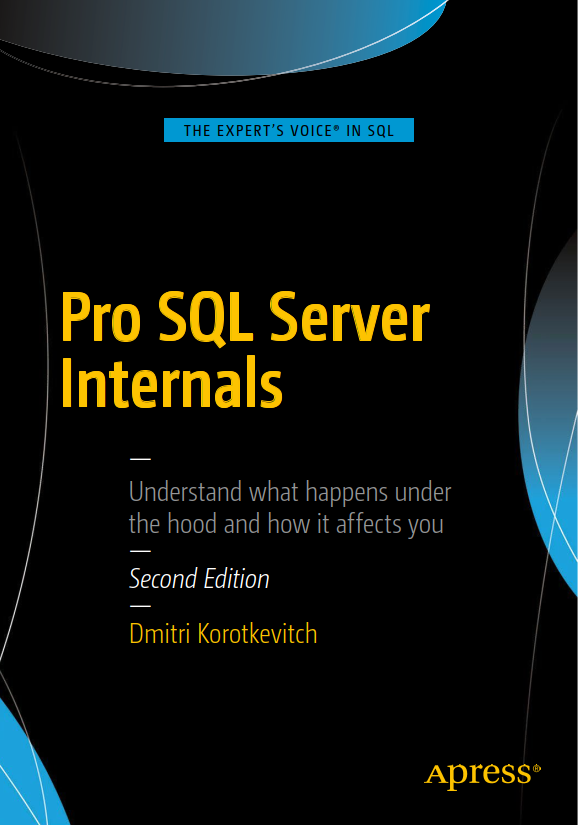 THE EXPERT'S VOICE® IN SQL
Pro SQL Server
Internals
—
Understand what happens under
the hood and how it affects you
—
Second Edition
—
Dmitri Korotkevitch
Apress®